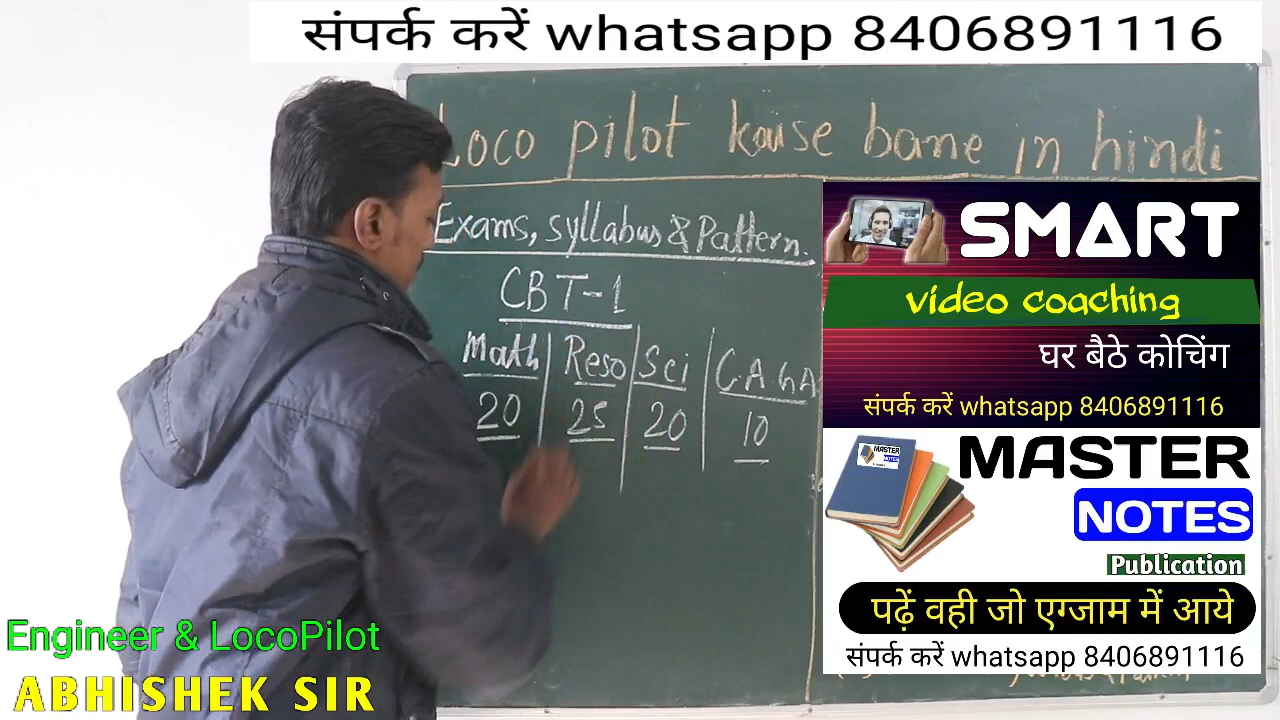 संपर्क करें whatsapp 8406891116
Loco pilot kaise bane in hindi
Exams, syllabus & Pattern.
CBT-1
Math Reso Sci C.A GA
20 25 20 10
SMART
video coaching
घर बैठे कोचिंग
संपर्क करें whatsapp 8406891116
MASTER NOTES
MASTER
NOTES
Publication
पढ़ें वही जो एग्जाम में आये
संपर्क करें whatsapp 8406891116
Engineer & LocoPilot
ABHISHEK SIR